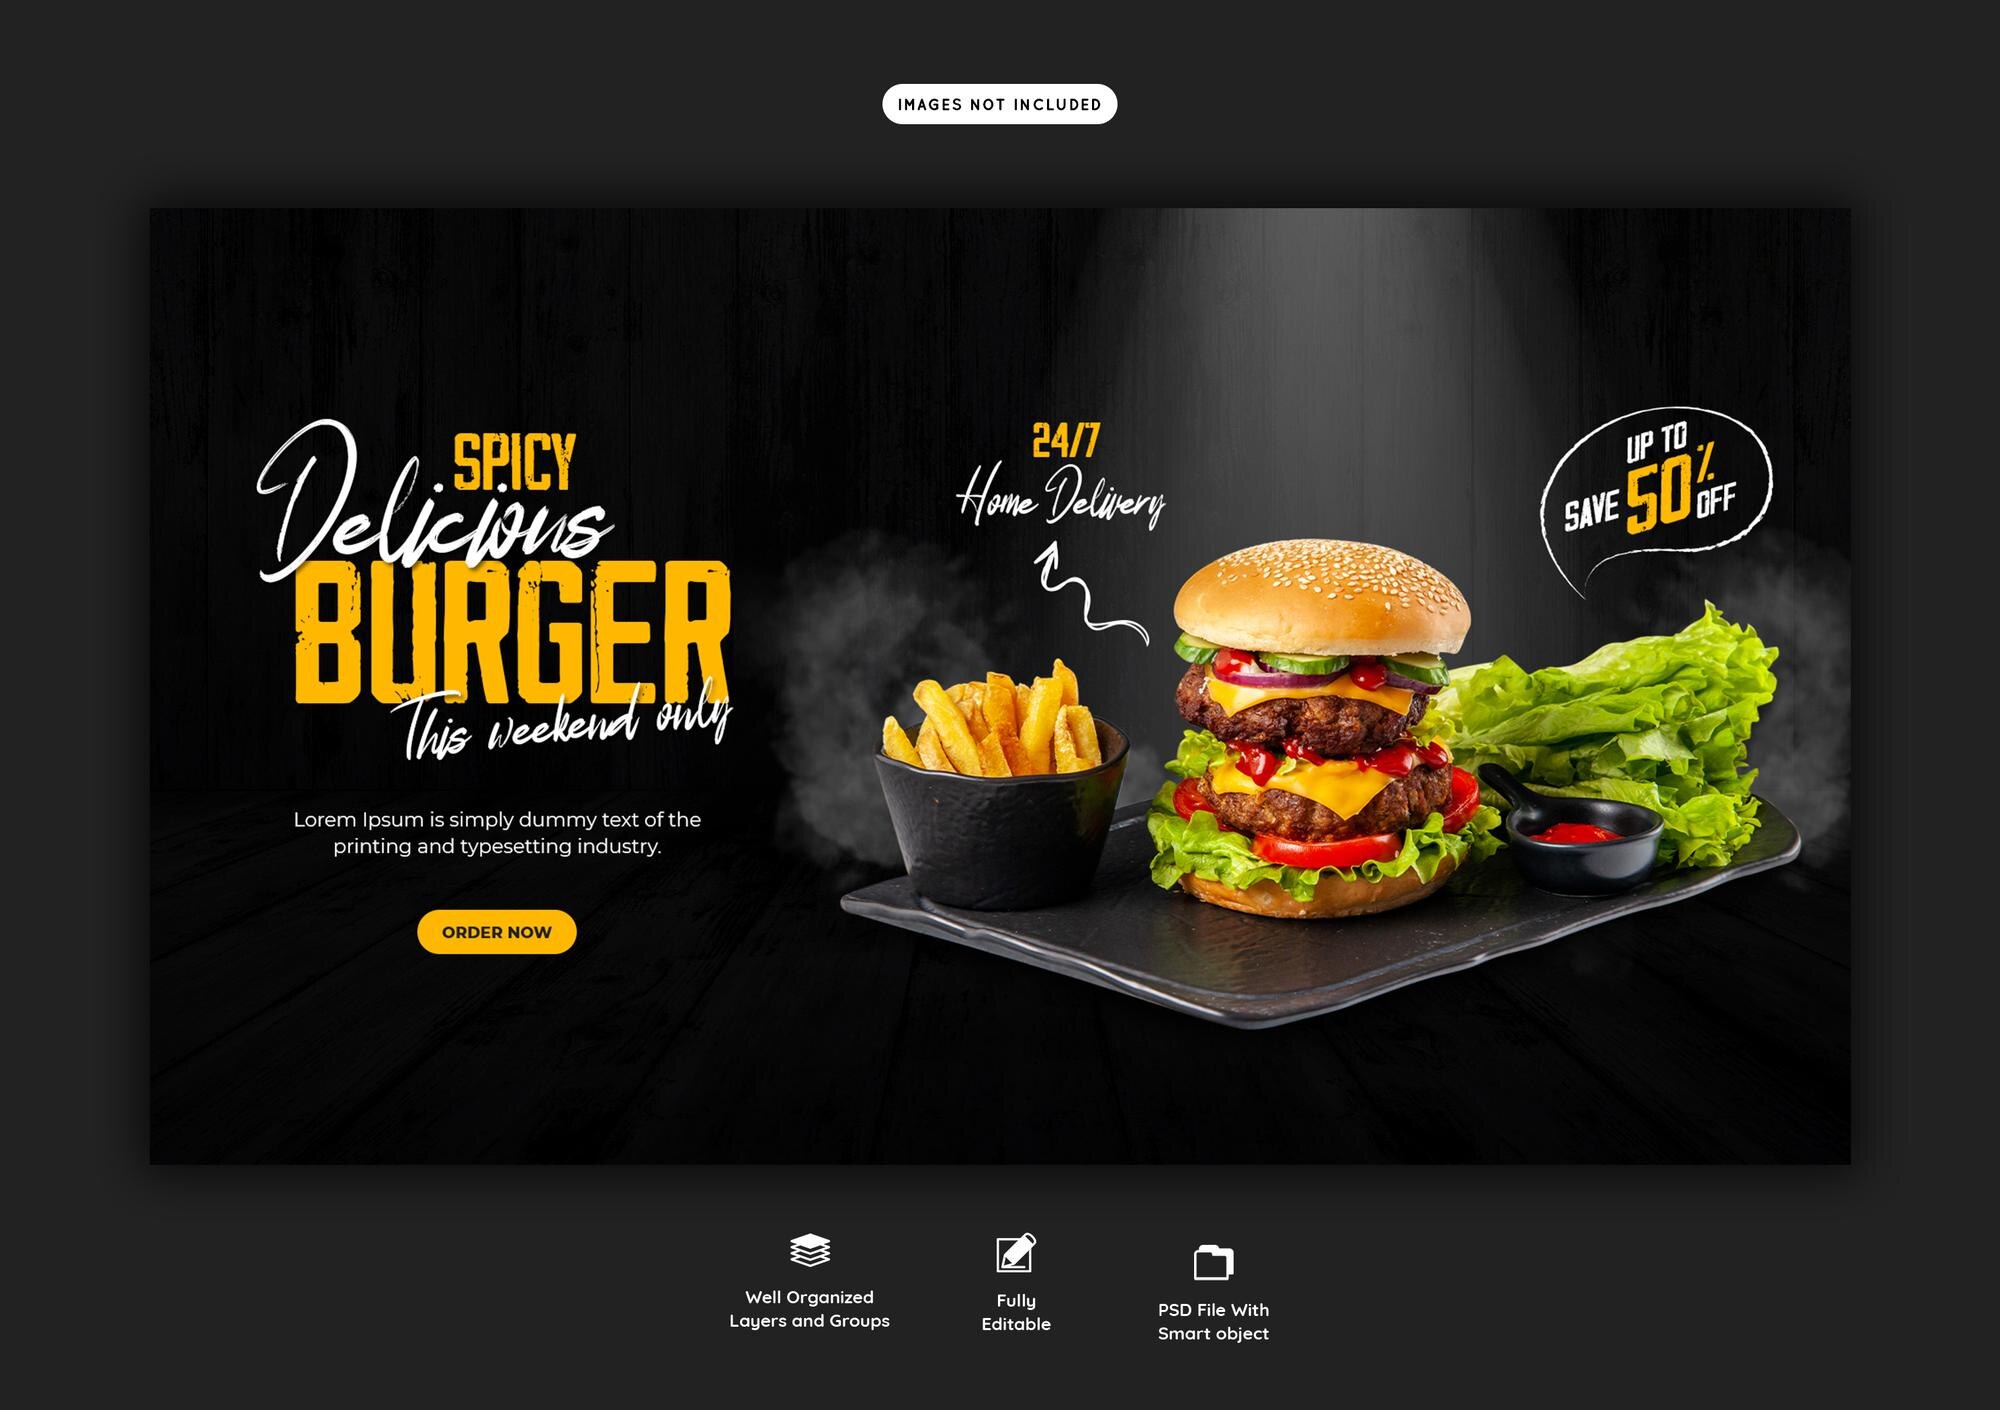 IMAGES NOT INCLUDED
SPICY
Delicious
BURGER
This weekend only
Lorem Ipsum is simply dummy text of the
printing and typesetting industry.
ORDER NOW
24/7
Home Delivery
UP TO
SAVE 50% OFF
Well Organized
Layers and Groups
Fully
Editable
PSD File With
Smart object